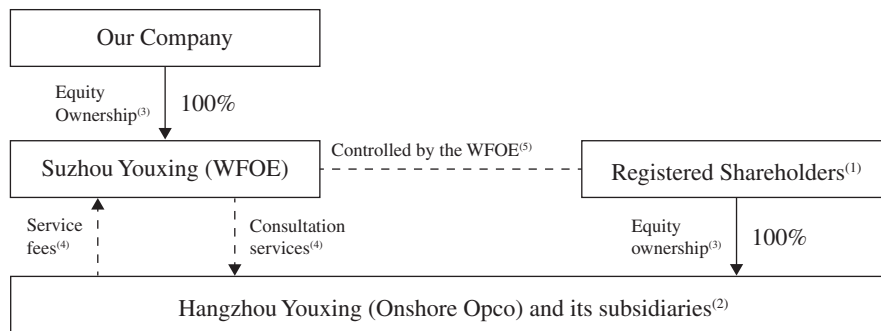 Our Company
Equity
Ownership(3)
100%
Suzhou Youxing (WFOE)
Controlled by the WFOE(5)
Registered Shareholders(1)
Service
fees(4)
Consultation
services(4)
Equity
ownership(3)
100%
Hangzhou Youxing (Onshore Opco) and its subsidiaries(2)